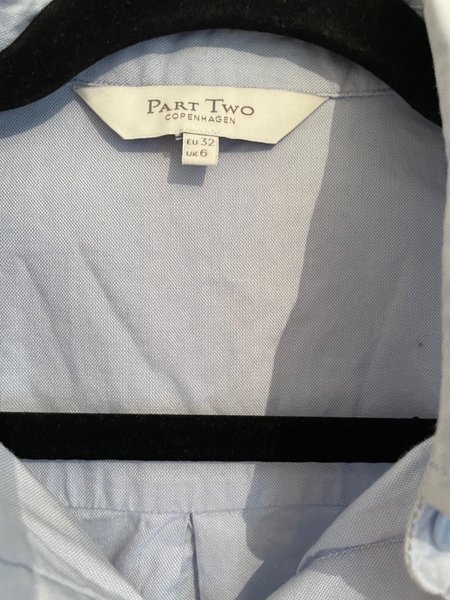 PART TWO
COPENHAGEN
EU 32
UK 6